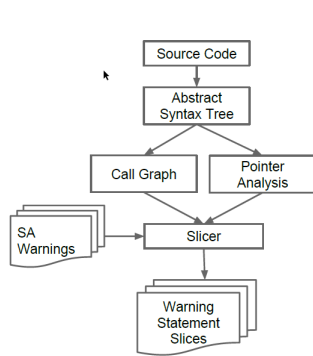 Source Code
Abstract
Syntax Tree
Call Graph
Pointer
Analysis
SA
Warnings
Slicer
Warning
Statement
Slices